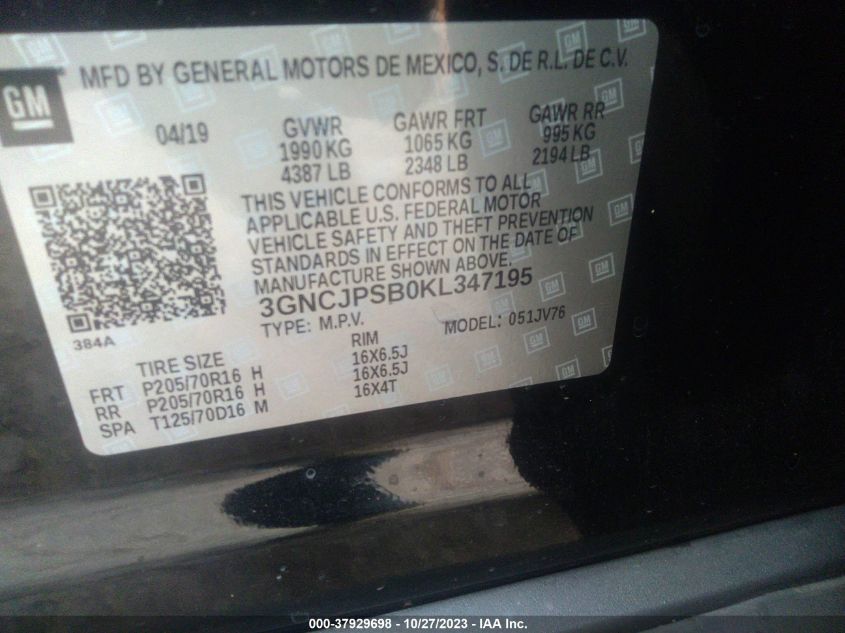 MFD BY GENERAL MOTORS DE MEXICO, S. DE R.L. DE C.V.
GM
04/19 GVWR GAWR FRT GAWR RR
1990 KG 1065 KG 995 KG
4387 LB 2348 LB 2194 LB
THIS VEHICLE CONFORMS TO ALL
APPLICABLE U.S. FEDERAL MOTOR
VEHICLE SAFETY AND THEFT PREVENTION
STANDARDS IN EFFECT ON THE DATE OF
MANUFACTURE SHOWN ABOVE.
3GNCJPSB0KL347195
TYPE: M.P.V. MODEL: 051JV76
384A
TIRE SIZE RIM
FRT P205/70R16 H 16X6.5J
RR P205/70R16 H 16X6.5J
SPA T125/70D16 M 16X4T
000-37929698 - 10/27/2023 - IAA Inc.